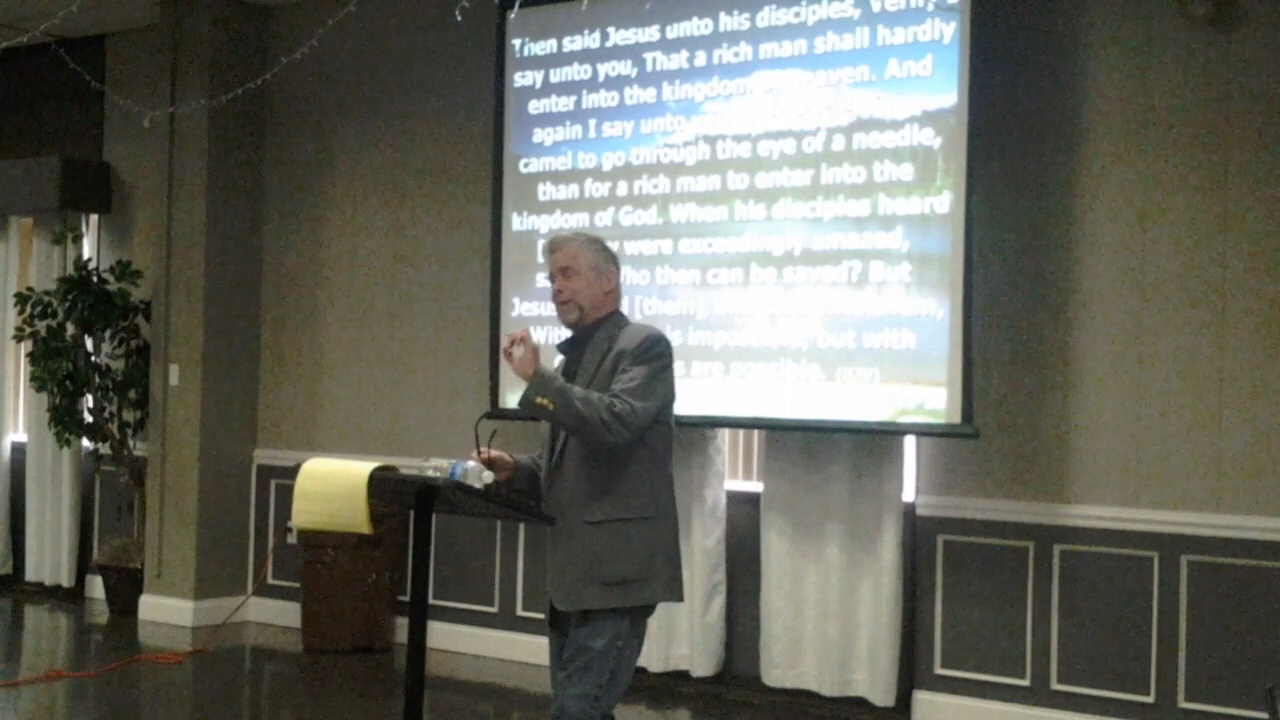 Then said Jesus unto his disciples, Verily I
say unto you, That a rich man shall hardly
enter into the kingdom heaven. And
again I say unto
camel to go through the eye of a needle,
than for a rich man to enter into the
kingdom of God. When his disciples heard
were exceedingly amazed,
Who then can be saved? But
Jesus [them],
With is impossible, but with
are possible. (KJV)